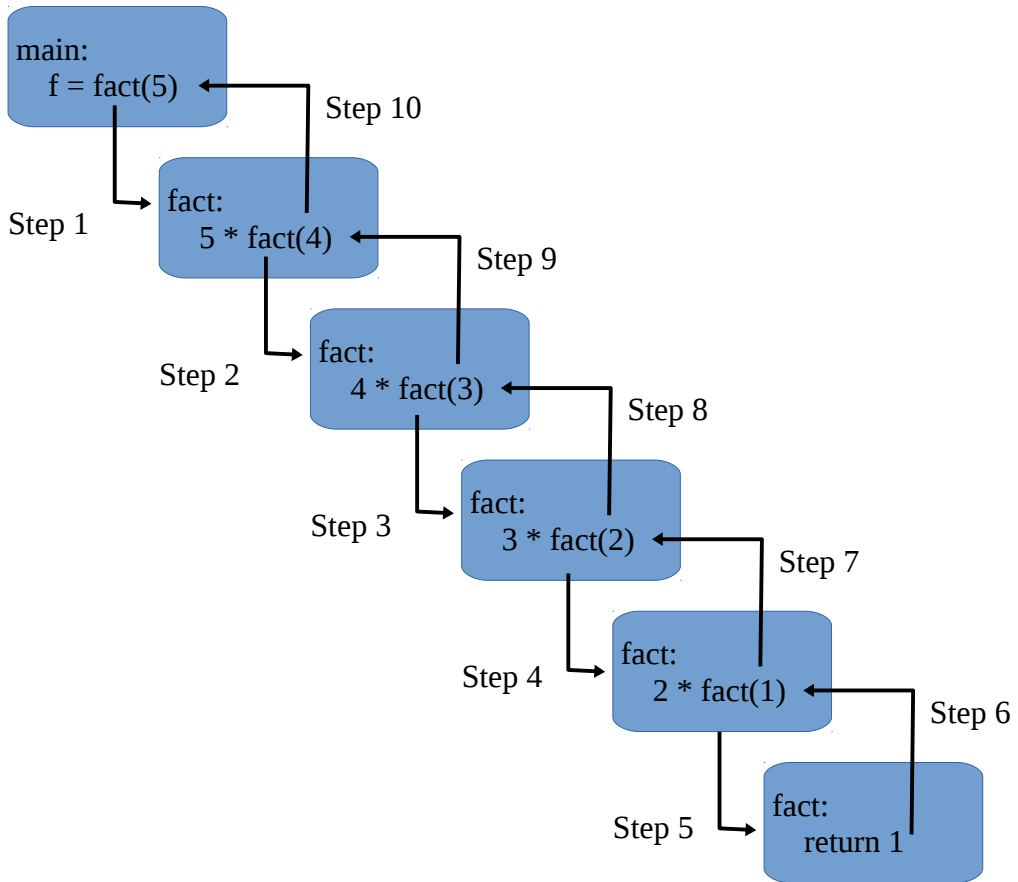 main:
f = fact(5)
Step 10
Step 1
fact:
5 * fact(4)
Step 9
Step 2
fact:
4 * fact(3)
Step 8
Step 3
fact:
3 * fact(2)
Step 7
Step 4
fact:
2 * fact(1)
Step 6
Step 5
fact:
return 1